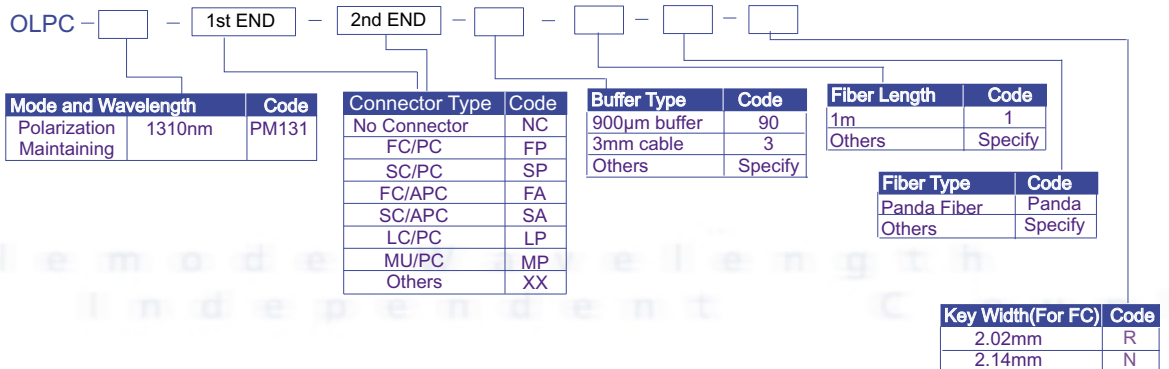 OLPC – – 1st END – 2nd END – – – –
Mode and Wavelength Code
Polarization Maintaining 1310nm PM131
Connector Type Code
No Connector NC
FC/PC FP
SC/PC SP
FC/APC FA
SC/APC SA
LC/PC LP
MU/PC MP
Others XX
Buffer Type Code
900µm buffer 90
3mm cable 3
Others Specify
Fiber Length Code
1m 1
Others Specify
Fiber Type Code
Panda Fiber Panda
Others Specify
lemode Wavelength
Independent
Key Width(For FC) Code
2.02mm R
2.14mm N